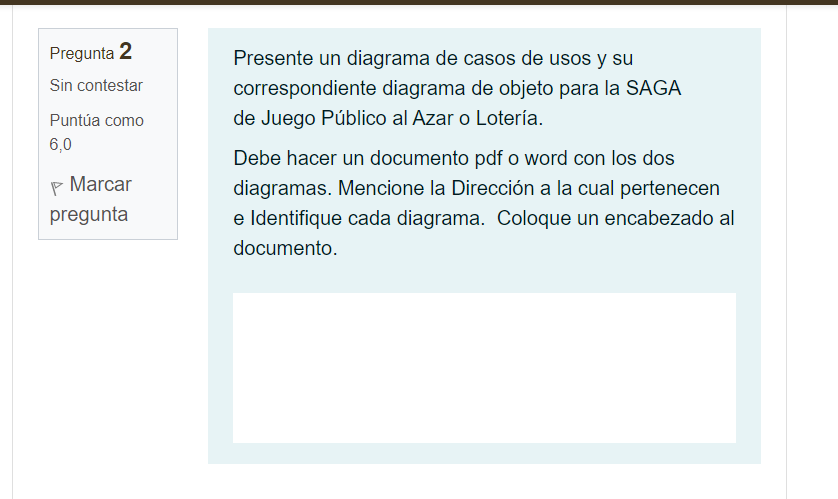 Pregunta 2
Sin contestar
Puntúa como
6,0
Marcar
pregunta
Presente un diagrama de casos de usos y su
correspondiente diagrama de objeto para la SAGA
de Juego Público al Azar o Lotería.
Debe hacer un documento pdf o word con los dos
diagramas. Mencione la Dirección a la cual pertenecen
e Identifique cada diagrama.  Coloque un encabezado al
documento.